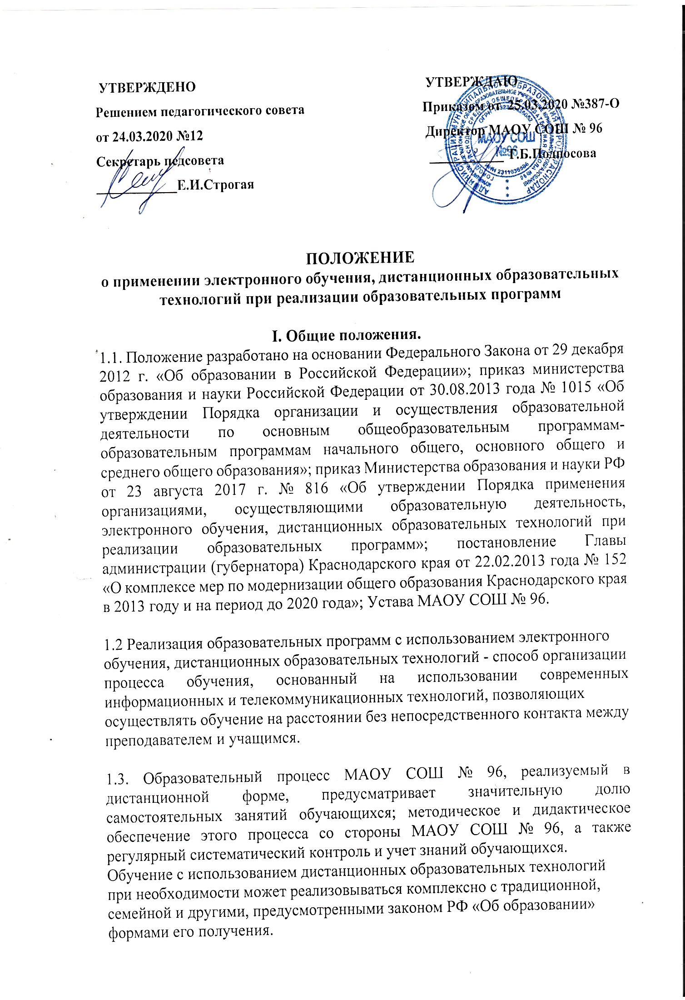 УТВЕРЖДЕНО
Решением педагогического совета
от 24.03.2020 №12
Секретарь педсовета
____________Е.И.Строгая
УТВЕРЖДАЮ
Приказом от 25.03.2020 №387-О
Директор МАОУ СОШ № 96
___________ Т.Б.Подносова
МАОУ СОШ
№96
ИНН 2311038586
ПОЛОЖЕНИЕ
о применении электронного обучения, дистанционных образовательных
технологий при реализации образовательных программ
I. Общие положения.
1.1. Положение разработано на основании Федерального Закона от 29 декабря
2012 г. «Об образовании в Российской Федерации»; приказ министерства
образования и науки Российской Федерации от 30.08.2013 года № 1015 «Об
утверждении Порядка организации и осуществления образовательной
деятельности по основным общеобразовательным программам-
образовательным программам начального общего, основного общего и
среднего общего образования»; приказ Министерства образования и науки РФ
от 23 августа 2017 г. № 816 «Об утверждении Порядка применения
организациями, осуществляющими образовательную деятельность,
электронного обучения, дистанционных образовательных технологий при
реализации образовательных программ»; постановление Главы
администрации (губернатора) Краснодарского края от 22.02.2013 года № 152
«О комплексе мер по модернизации общего образования Краснодарского края
в 2013 году и на период до 2020 года»; Устава МАОУ СОШ № 96.
1.2 Реализация образовательных программ с использованием электронного
обучения, дистанционных образовательных технологий - способ организации
процесса обучения, основанный на использовании современных
информационных и телекоммуникационных технологий, позволяющих
осуществлять обучение на расстоянии без непосредственного контакта между
преподавателем и учащимся.
1.3. Образовательный процесс МАОУ СОШ № 96, реализуемый в
дистанционной форме, предусматривает значительную долю
самостоятельных занятий обучающихся; методическое и дидактическое
обеспечение этого процесса со стороны МАОУ СОШ № 96, а также
регулярный систематический контроль и учет знаний обучающихся.
Обучение с использованием дистанционных образовательных технологий
при необходимости может реализовываться комплексно с традиционной,
семейной и другими, предусмотренными законом РФ «Об образовании»
формами его получения.